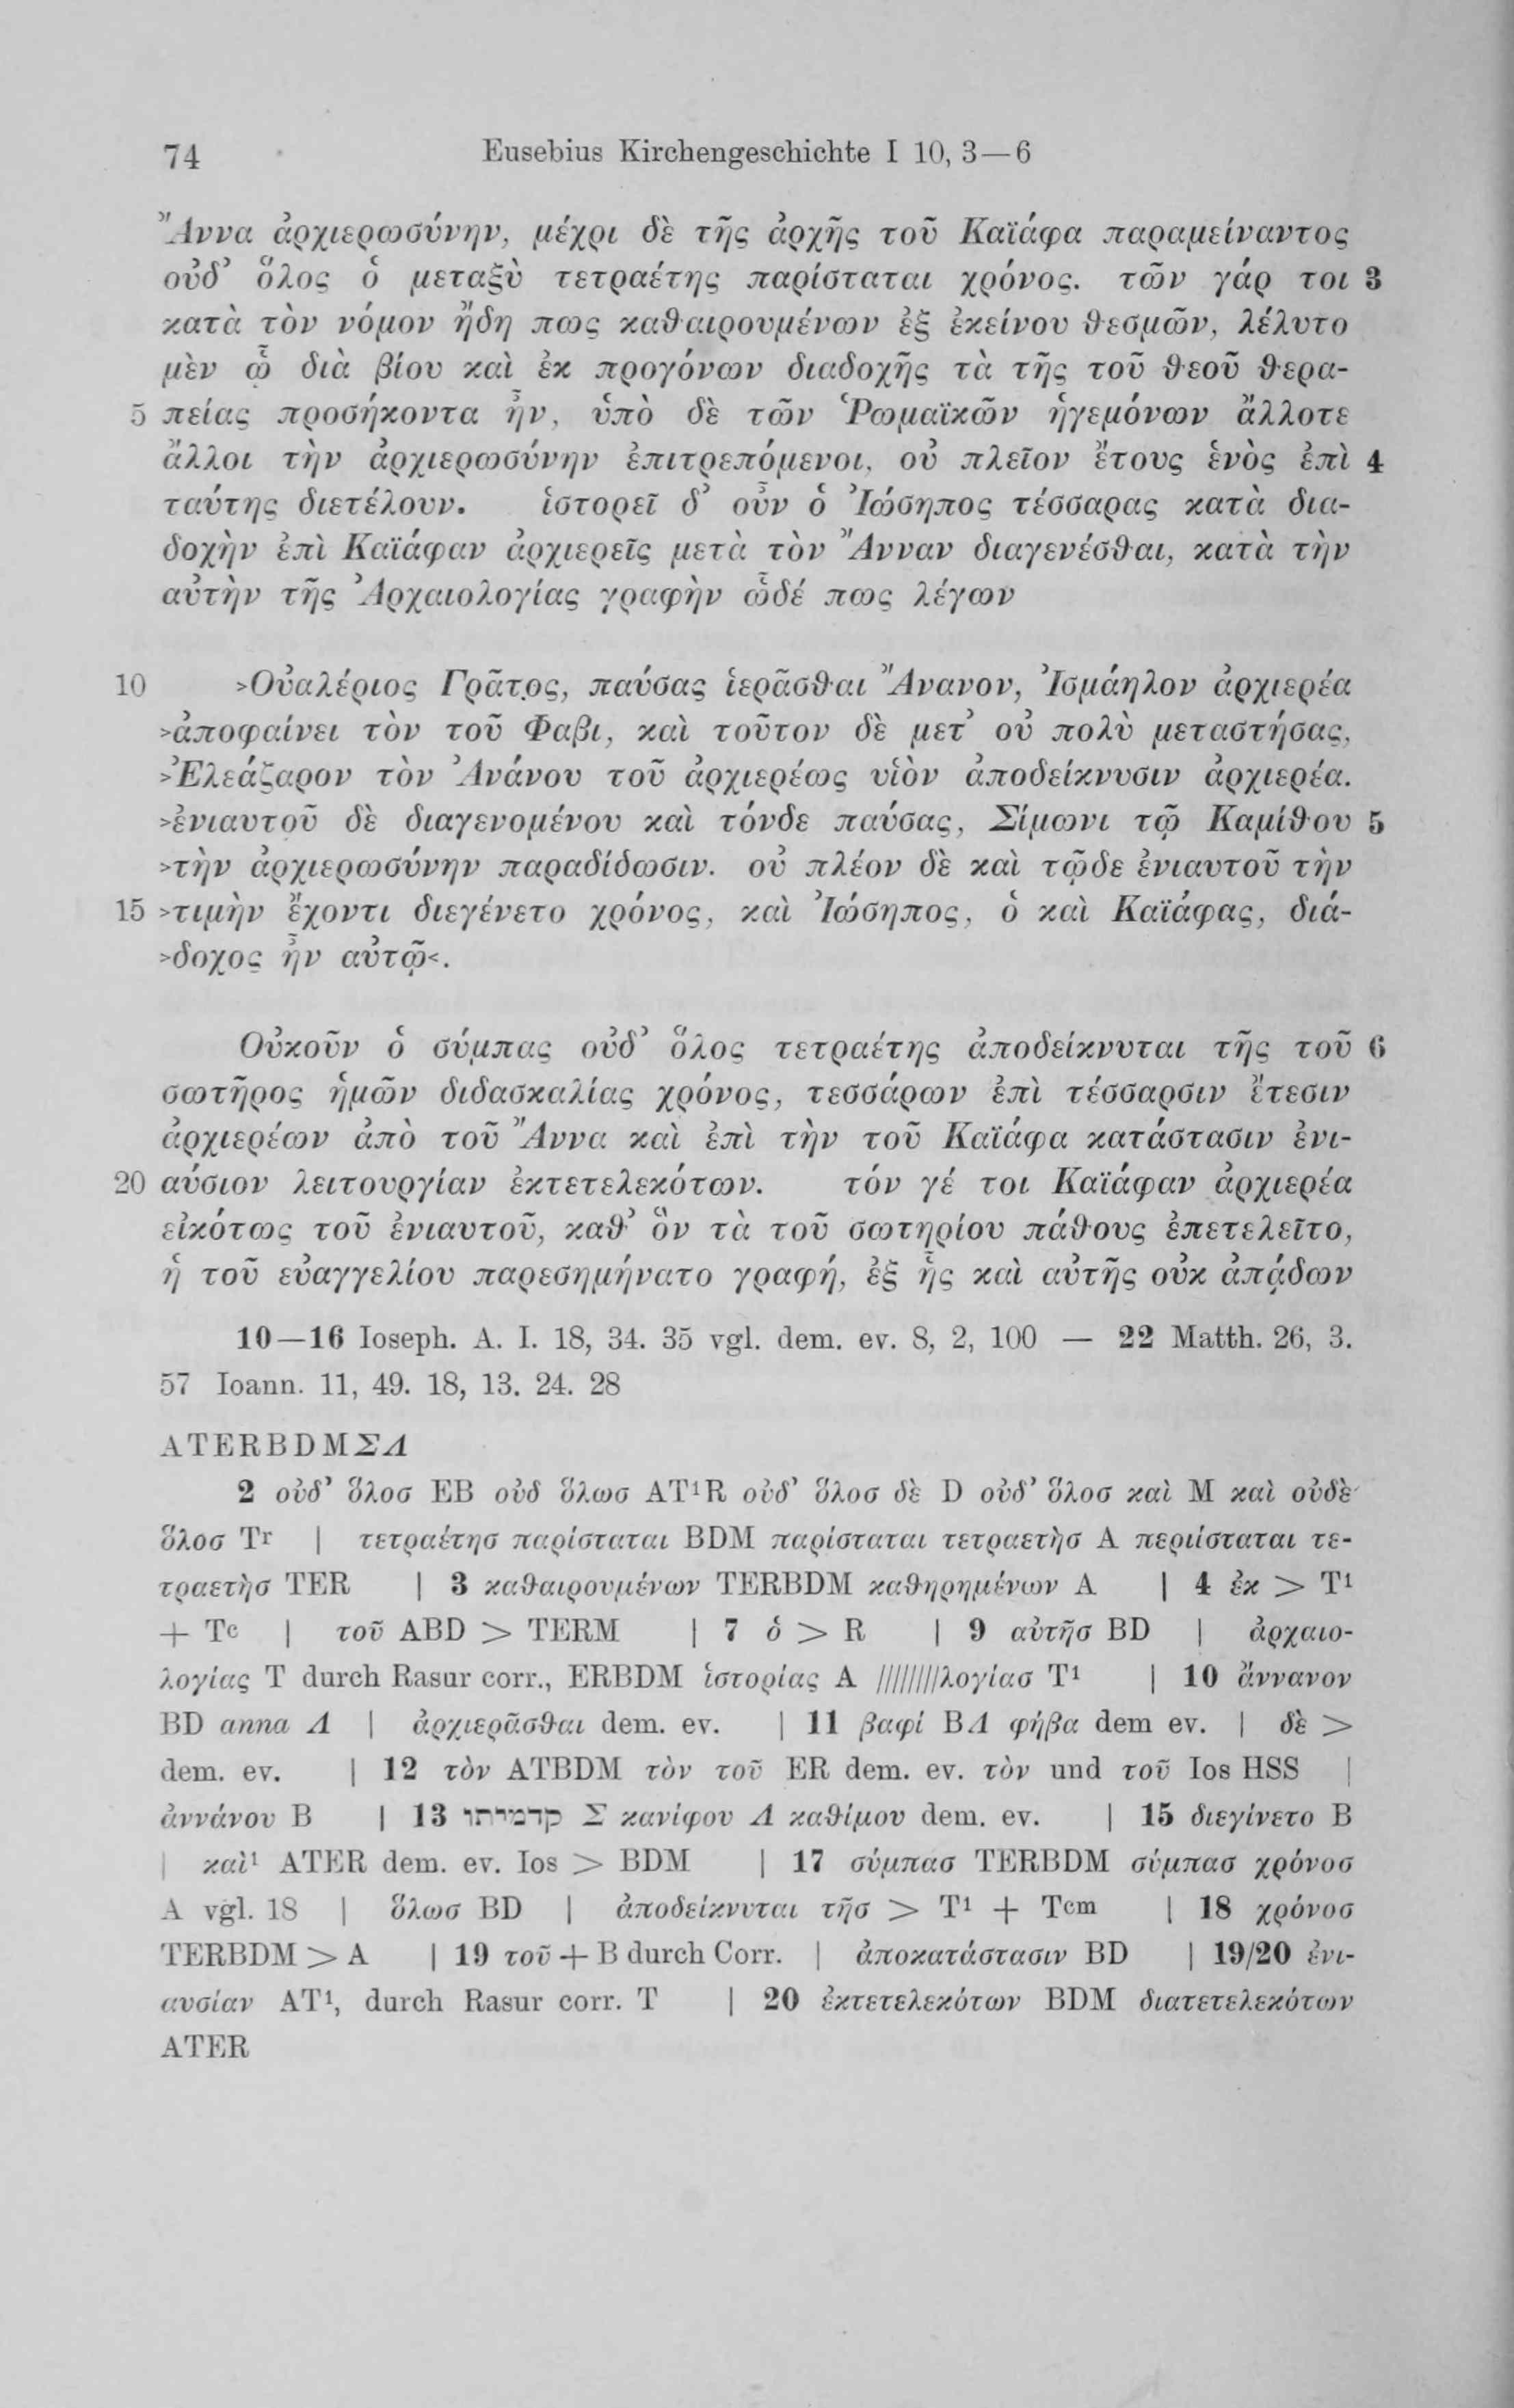 74 Eusebius Kirchengeschichte I 10, 3—6
Ἄννα ἀρχιερωσύνην, μέχρι δὲ τῆς ἀρχῆς τοῦ Καϊάφα παραμείναντος
οὐδ’ ὅλος ὁ μεταξὺ τετραέτης παρίσταται χρόνος. τῶν γάρ τοι 3
κατὰ τὸν νόμον ἤδη πως καθαιρουμένων ἐξ ἐκείνου θεσμῶν, λέλυτο
μὲν ᾧ διὰ βίου καὶ ἐκ προγόνων διαδοχῆς τὰ τῆς τοῦ θεοῦ θερα-
5 πείας προσήκοντα ἦν, ὑπὸ δὲ τῶν Ῥωμαϊκῶν ἡγεμόνων ἄλλοτε
ἄλλοι τὴν ἀρχιερωσύνην ἐπιτρεπόμενοι, οὐ πλεῖον ἔτους ἑνὸς ἐπὶ 4
ταύτης διετέλουν. ἱστορεῖ δ’ οὖν ὁ Ἰώσηπος τέσσαρας κατὰ δια-
δοχὴν ἐπὶ Καϊάφαν ἀρχιερεῖς μετὰ τὸν Ἄνναν διαγενέσθαι, κατὰ τὴν
αὐτὴν τῆς Ἀρχαιολογίας γραφὴν ὧδέ πως λέγων
10 >Οὐαλέριος Γρᾶτος, παύσας ἱερᾶσθαι Ἄνανον, Ἰσμάηλον ἀρχιερέα
>ἀποφαίνει τὸν τοῦ Φαβι, καὶ τοῦτον δὲ μετ’ οὐ πολὺ μεταστήσας,
>Ἐλεάζαρον τὸν Ἀνάνου τοῦ ἀρχιερέως υἱὸν ἀποδείκνυσιν ἀρχιερέα.
>ἐνιαυτοῦ δὲ διαγενομένου καὶ τόνδε παύσας, Σίμωνι τῷ Καμίθου 5
>τὴν ἀρχιερωσύνην παραδίδωσιν. οὐ πλέον δὲ καὶ τῷδε ἐνιαυτοῦ τὴν
15 >τιμὴν ἔχοντι διεγένετο χρόνος, καὶ Ἰώσηπος, ὁ καὶ Καϊάφας, διά-
>δοχος ἦν αὐτῷ<.
Οὐκοῦν ὁ σύμπας οὐδ’ ὅλος τετραέτης ἀποδείκνυται τῆς τοῦ 6
σωτῆρος ἡμῶν διδασκαλίας χρόνος, τεσσάρων ἐπὶ τέσσαρσιν ἔτεσιν
ἀρχιερέων ἀπὸ τοῦ Ἄννα καὶ ἐπὶ τὴν τοῦ Καϊάφα κατάστασιν ἐνι-
20 αύσιον λειτουργίαν ἐκτετελεκότων. τόν γέ τοι Καϊάφαν ἀρχιερέα
εἰκότως τοῦ ἐνιαυτοῦ, καθ’ ὃν τὰ τοῦ σωτηρίου πάθους ἐπετελεῖτο,
ἡ τοῦ εὐαγγελίου παρεσημήνατο γραφή, ἐξ ἧς καὶ αὐτῆς οὐκ ἀπᾴδων
10—16 Ioseph. A. I. 18, 34. 35 vgl. dem. ev. 8, 2, 100 — 22 Matth. 26, 3.
57 Ioann. 11, 49. 18, 13. 24. 28
ATERBDMΣΛ
2 οὐδ’ ὅλοσ EB οὐδ ὅλωσ AT¹R οὐδ’ ὅλοσ δὲ D οὐδ’ ὅλοσ καὶ M καὶ οὐδὲ
ὅλοσ Tʳ | τετραέτησ παρίσταται BDM παρίσταται τετραετὴσ A περιίσταται τε-
τραετὴσ TER | 3 καθαιρουμένων TERBDM καθηρημένων A | 4 ἐκ > T¹
+ Tᶜ | τοῦ ABD > TERM | 7 ὁ > R | 9 αὐτῆσ BD | ἀρχαιο-
λογίας T durch Rasur corr., ERBDM ἱστορίας A ////////λογίασ T¹ | 10 ἄννανον
BD anna Λ | ἀρχιερᾶσθαι dem. ev. | 11 βαφί BΛ φήβα dem ev. | δὲ >
dem. ev. | 12 τὸν ATBDM τὸν τοῦ ER dem. ev. τὸν und τοῦ Ios HSS |
ἀννάνου B | 13 קדמיתו Σ κανίφου Λ καθίμου dem. ev. | 15 διεγίνετο B
| καὶ¹ ATER dem. ev. Ios > BDM | 17 σύμπασ TERBDM σύμπασ χρόνοσ
A vgl. 18 | ὅλωσ BD | ἀποδείκνυται τῆσ > T¹ + Tᶜᵐ | 18 χρόνοσ
TERBDM > A | 19 τοῦ + B durch Corr. | ἀποκατάστασιν BD | 19/20 ἐνι-
αυσίαν AT¹, durch Rasur corr. T | 20 ἐκτετελεκότων BDM διατετελεκότων
ATER